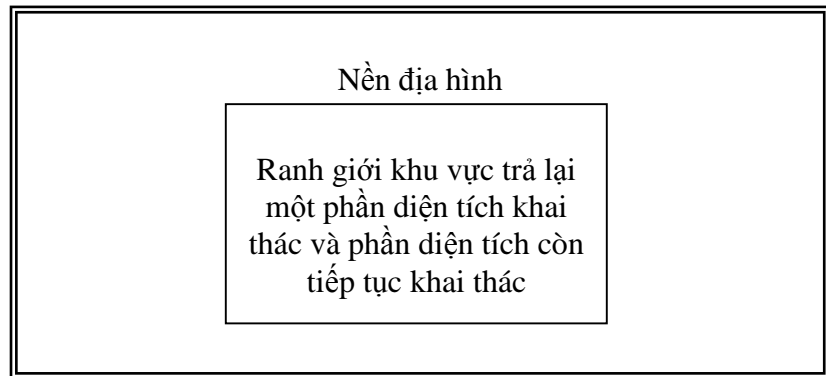 Nền địa hình
Ranh giới khu vực trả lại
một phần diện tích khai
thác và phần diện tích còn
tiếp tục khai thác